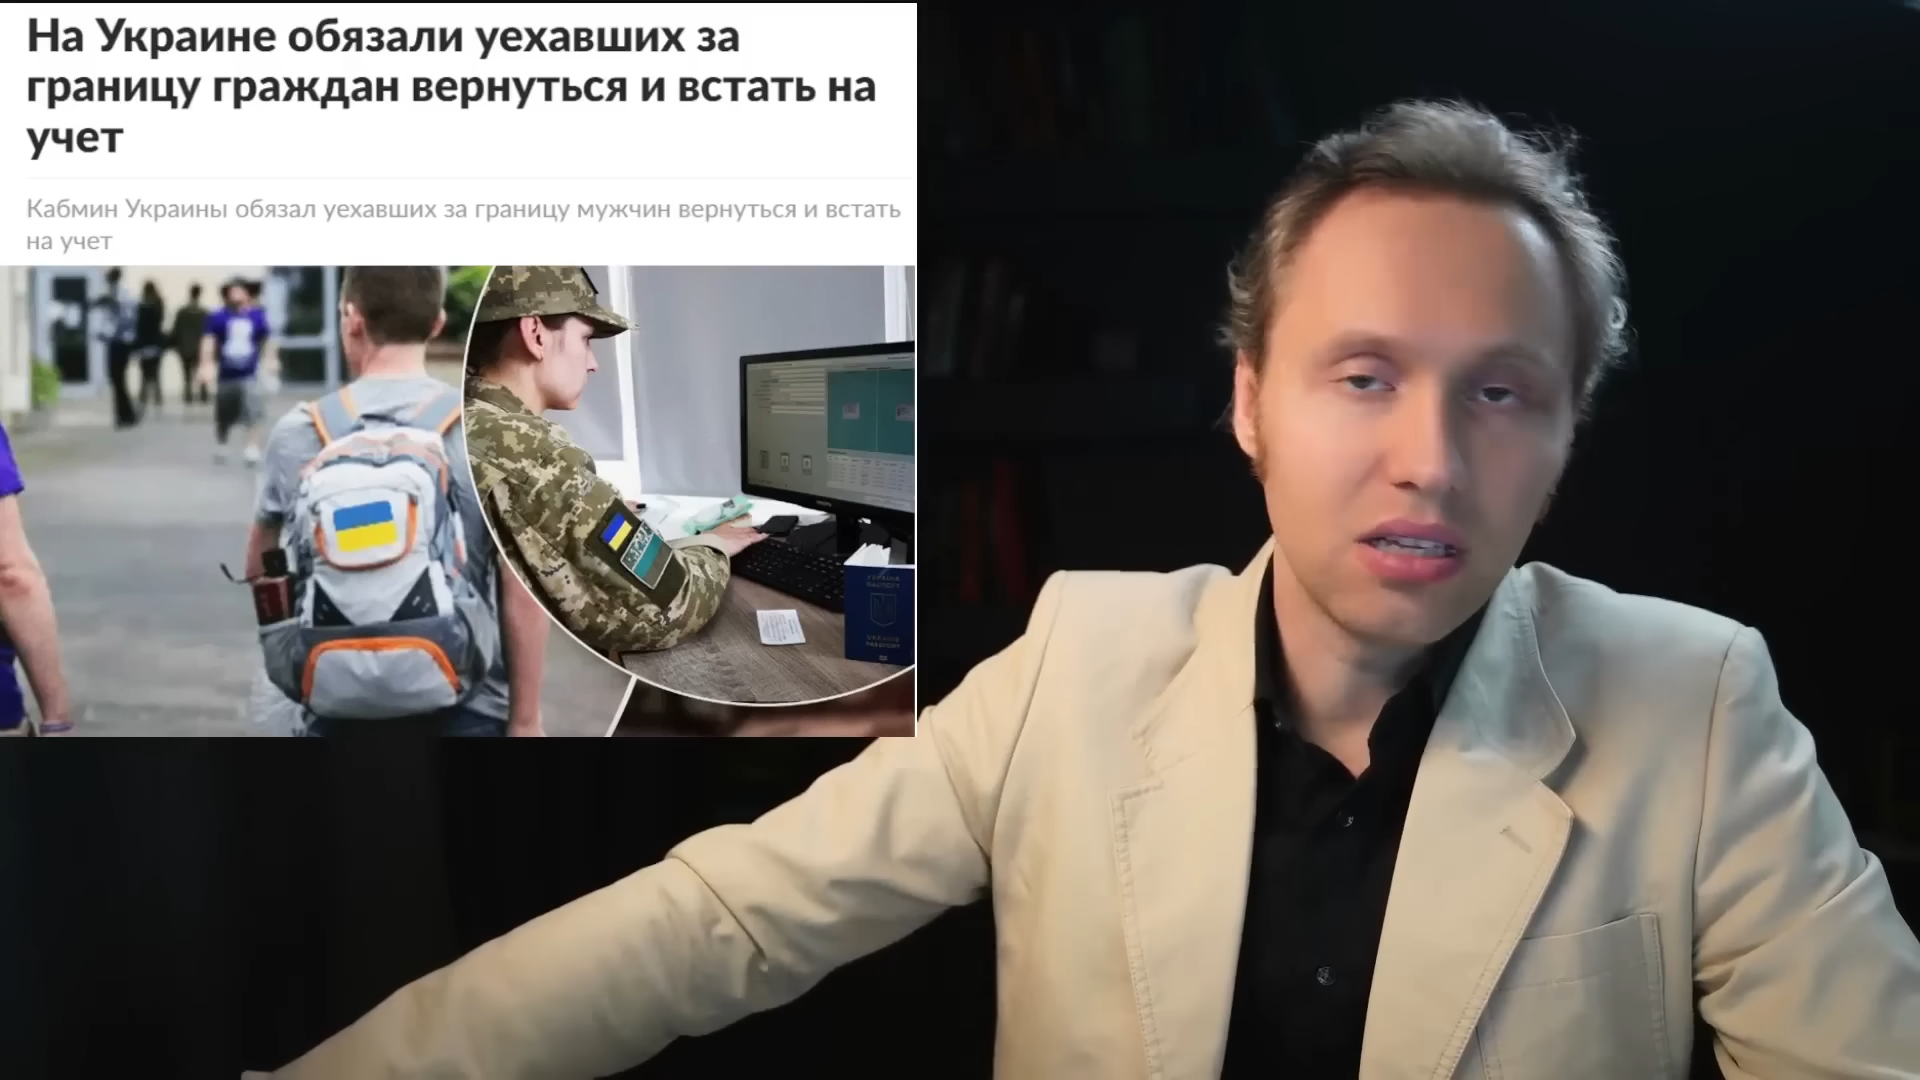 На Украине обязали уехавших за
границу граждан вернуться и встать на
учет
Кабмин Украины обязал уехавших за границу мужчин вернуться и встать
на учет